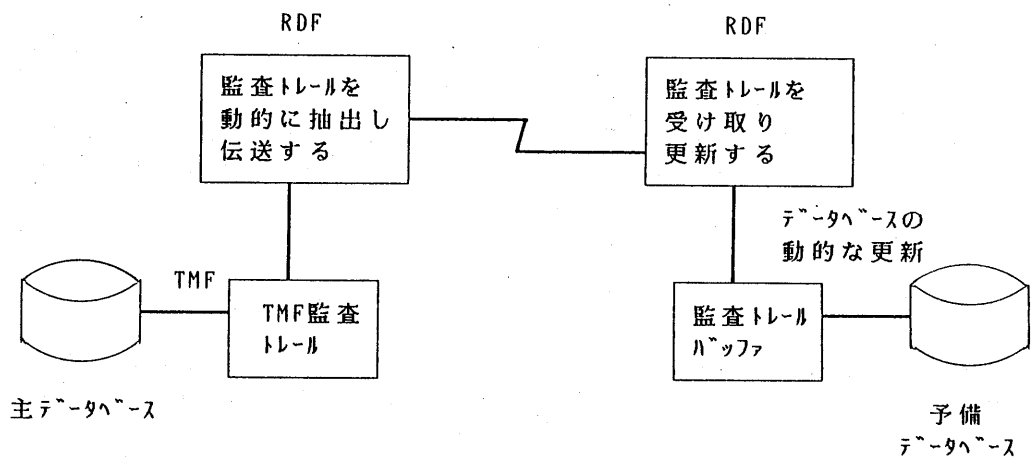 RDF
監査トレールを
動的に抽出し
伝送する
RDF
監査トレールを
受け取り
更新する
データベースの
動的な更新
TMF
TMF監査
トレール
監査トレール
バッファ
主データベース
予備
データベース